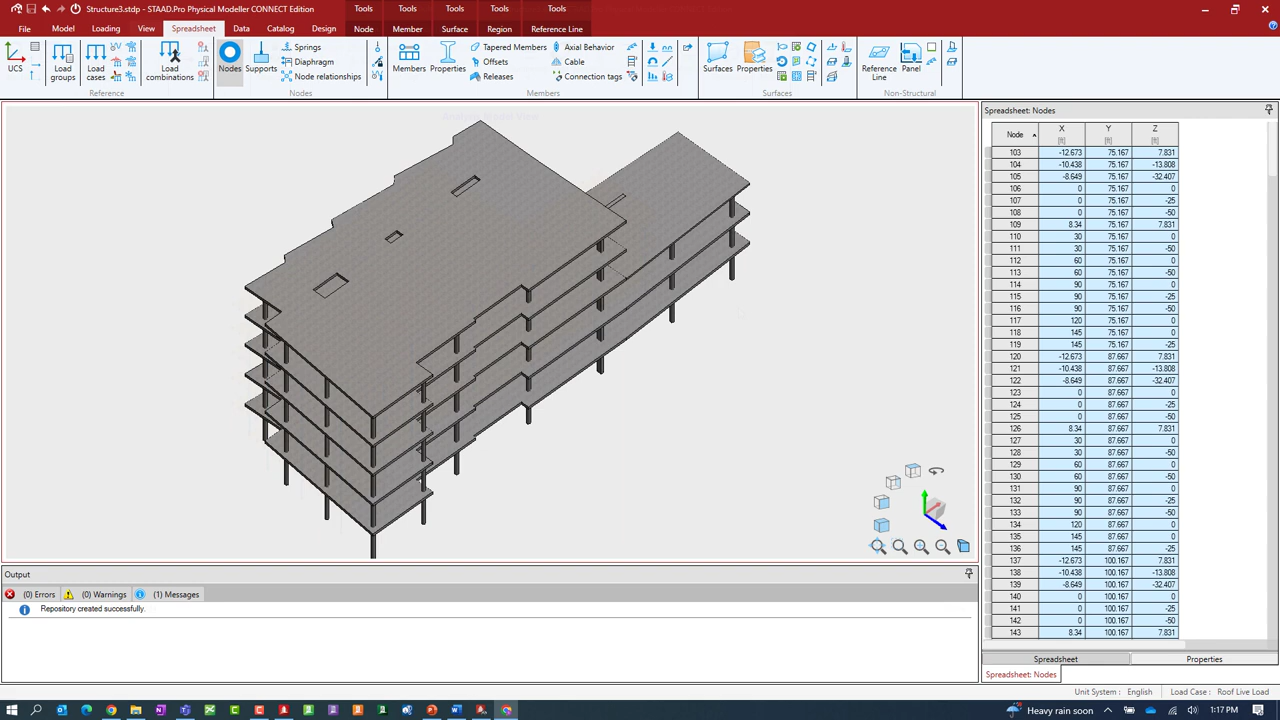 Structure3.stdp - STAAD.Pro Physical Modeller CONNECT Edition
Tools Tools Tools Tools Tools
File Model Loading View Spreadsheet Data Catalog Design Node Member Surface Region Reference Line
UCS
Load groups
Load cases
Load combinations
Reference
Nodes
Supports
Springs
Diaphragm
Node relationships
Nodes
Members
Properties
Tapered Members
Offsets
Releases
Axial Behavior
Cable
Connection tags
Members
Surfaces
Properties
Surfaces
Reference Line
Panel
Non-Structural
Spreadsheet: Nodes
Node X [ft] Y [ft] Z [ft]
103 -12.673 75.167 7.831
104 -10.438 75.167 -13.808
105 -8.649 75.167 -32.407
106 0 75.167 0
107 0 75.167 -25
108 0 75.167 -50
109 8.34 75.167 7.831
110 30 75.167 0
111 30 75.167 -50
112 60 75.167 0
113 60 75.167 -50
114 90 75.167 0
115 90 75.167 -25
116 90 75.167 -50
117 120 75.167 0
118 145 75.167 0
119 145 75.167 -25
120 -12.673 87.667 7.831
121 -10.438 87.667 -13.808
122 -8.649 87.667 -32.407
123 0 87.667 0
124 0 87.667 -25
125 0 87.667 -50
126 8.34 87.667 7.831
127 30 87.667 0
128 30 87.667 -50
129 60 87.667 0
130 60 87.667 -50
131 90 87.667 0
132 90 87.667 -25
133 90 87.667 -50
134 120 87.667 0
135 145 87.667 0
136 145 87.667 -25
137 -12.673 100.167 7.831
138 -10.438 100.167 -13.808
139 -8.649 100.167 -32.407
140 0 100.167 0
141 0 100.167 -25
142 0 100.167 -50
143 8.34 100.167 7.831
Spreadsheet Properties
Spreadsheet: Nodes
Output
(0) Errors (0) Warnings (1) Messages
Repository created successfully.
Unit System : English Load Case : Roof Live Load
Heavy rain soon 1:17 PM